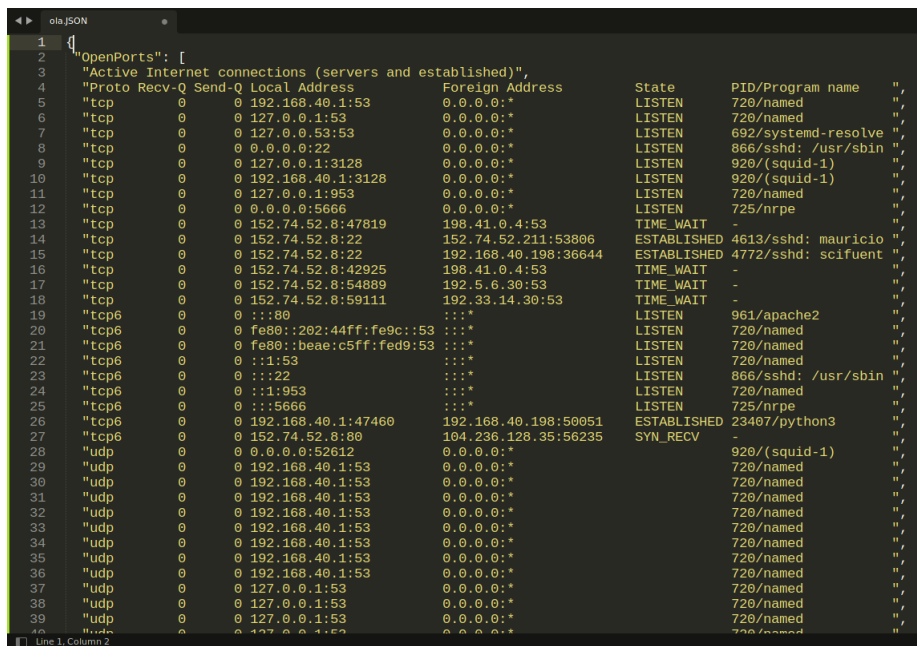 ola.JSON
1 {
2 "OpenPorts": [
3 "Active Internet connections (servers and established)",
4 "Proto Recv-Q Send-Q Local Address           Foreign Address         State       PID/Program name    ",
5 "tcp        0      0 192.168.40.1:53         0.0.0.0:*               LISTEN      720/named           ",
6 "tcp        0      0 127.0.0.1:53            0.0.0.0:*               LISTEN      720/named           ",
7 "tcp        0      0 127.0.0.53:53           0.0.0.0:*               LISTEN      692/systemd-resolve ",
8 "tcp        0      0 0.0.0.0:22              0.0.0.0:*               LISTEN      866/sshd: /usr/sbin ",
9 "tcp        0      0 127.0.0.1:3128          0.0.0.0:*               LISTEN      920/(squid-1)       ",
10 "tcp        0      0 192.168.40.1:3128       0.0.0.0:*               LISTEN      920/(squid-1)       ",
11 "tcp        0      0 127.0.0.1:953           0.0.0.0:*               LISTEN      720/named           ",
12 "tcp        0      0 0.0.0.0:5666            0.0.0.0:*               LISTEN      725/nrpe            ",
13 "tcp        0      0 152.74.52.8:47819       198.41.0.4:53           TIME_WAIT   -                   ",
14 "tcp        0      0 152.74.52.8:22          152.74.52.211:53806     ESTABLISHED 4613/sshd: mauricio ",
15 "tcp        0      0 152.74.52.8:22          192.168.40.198:36644    ESTABLISHED 4772/sshd: scifuent ",
16 "tcp        0      0 152.74.52.8:42925       198.41.0.4:53           TIME_WAIT   -                   ",
17 "tcp        0      0 152.74.52.8:54889       192.5.6.30:53           TIME_WAIT   -                   ",
18 "tcp        0      0 152.74.52.8:59111       192.33.14.30:53         TIME_WAIT   -                   ",
19 "tcp6       0      0 :::80                   :::*                    LISTEN      961/apache2         ",
20 "tcp6       0      0 fe80::202:44ff:fe9c::53 :::*                    LISTEN      720/named           ",
21 "tcp6       0      0 fe80::beae:c5ff:fed9:53 :::*                    LISTEN      720/named           ",
22 "tcp6       0      0 ::1:53                  :::*                    LISTEN      720/named           ",
23 "tcp6       0      0 :::22                   :::*                    LISTEN      866/sshd: /usr/sbin ",
24 "tcp6       0      0 ::1:953                 :::*                    LISTEN      720/named           ",
25 "tcp6       0      0 :::5666                 :::*                    LISTEN      725/nrpe            ",
26 "tcp6       0      0 192.168.40.1:47460      192.168.40.198:50051    ESTABLISHED 23407/python3       ",
27 "tcp6       0      0 152.74.52.8:80          104.236.128.35:56235    SYN_RECV    -                   ",
28 "udp        0      0 0.0.0.0:52612           0.0.0.0:*                           920/(squid-1)       ",
29 "udp        0      0 192.168.40.1:53         0.0.0.0:*                           720/named           ",
30 "udp        0      0 192.168.40.1:53         0.0.0.0:*                           720/named           ",
31 "udp        0      0 192.168.40.1:53         0.0.0.0:*                           720/named           ",
32 "udp        0      0 192.168.40.1:53         0.0.0.0:*                           720/named           ",
33 "udp        0      0 192.168.40.1:53         0.0.0.0:*                           720/named           ",
34 "udp        0      0 192.168.40.1:53         0.0.0.0:*                           720/named           ",
35 "udp        0      0 192.168.40.1:53         0.0.0.0:*                           720/named           ",
36 "udp        0      0 192.168.40.1:53         0.0.0.0:*                           720/named           ",
37 "udp        0      0 127.0.0.1:53            0.0.0.0:*                           720/named           ",
38 "udp        0      0 127.0.0.1:53            0.0.0.0:*                           720/named           ",
39 "udp        0      0 127.0.0.1:53            0.0.0.0:*                           720/named           ",
40 "udp        0      0 127.0.0.1:53            0.0.0.0:*                           720/named           ",
Line 1, Column 2